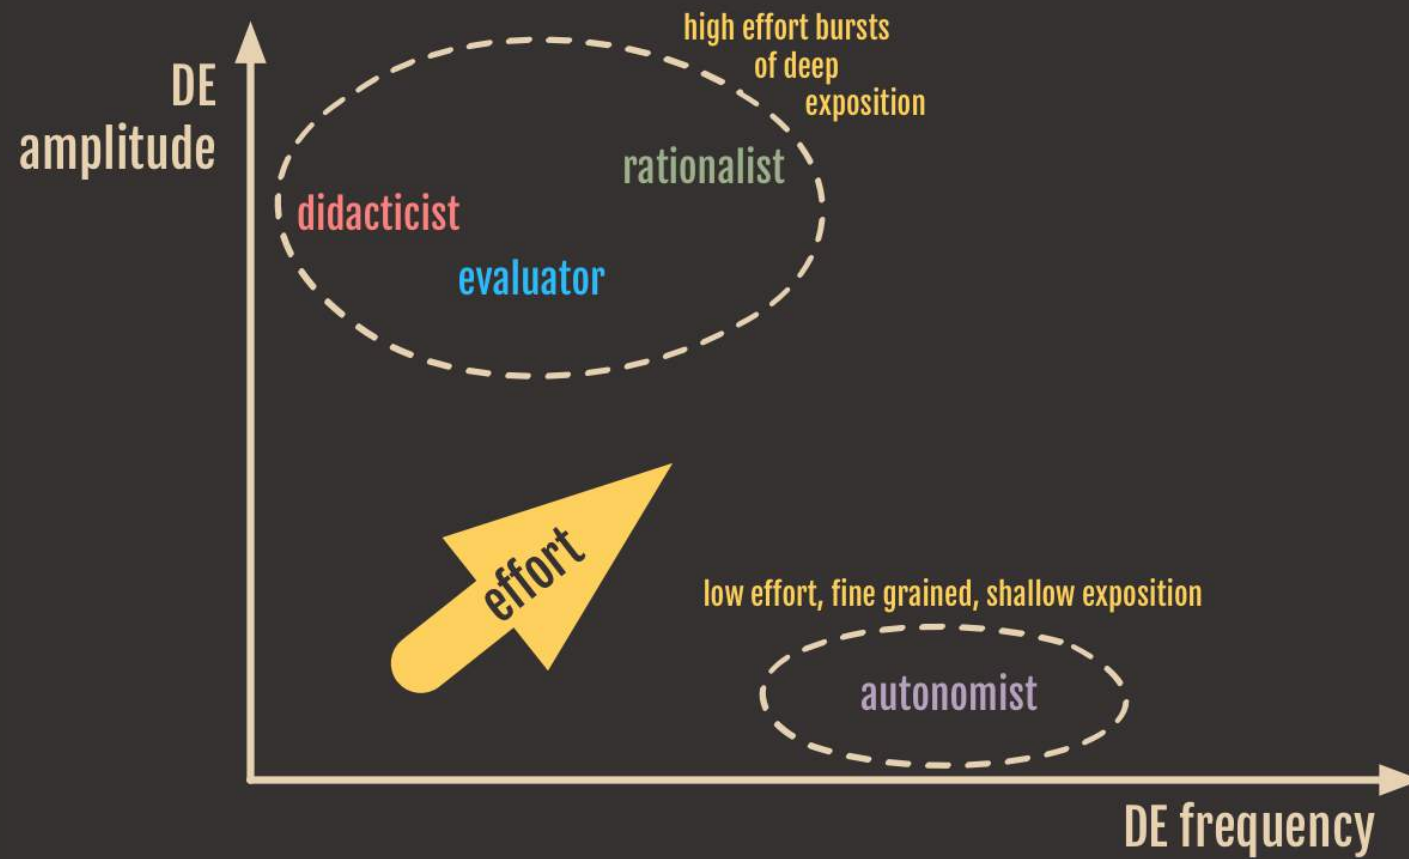 high effort bursts
of deep
exposition
DE
amplitude
rationalist
didacticist
evaluator
effort
low effort, fine grained, shallow exposition
autonomist
DE frequency